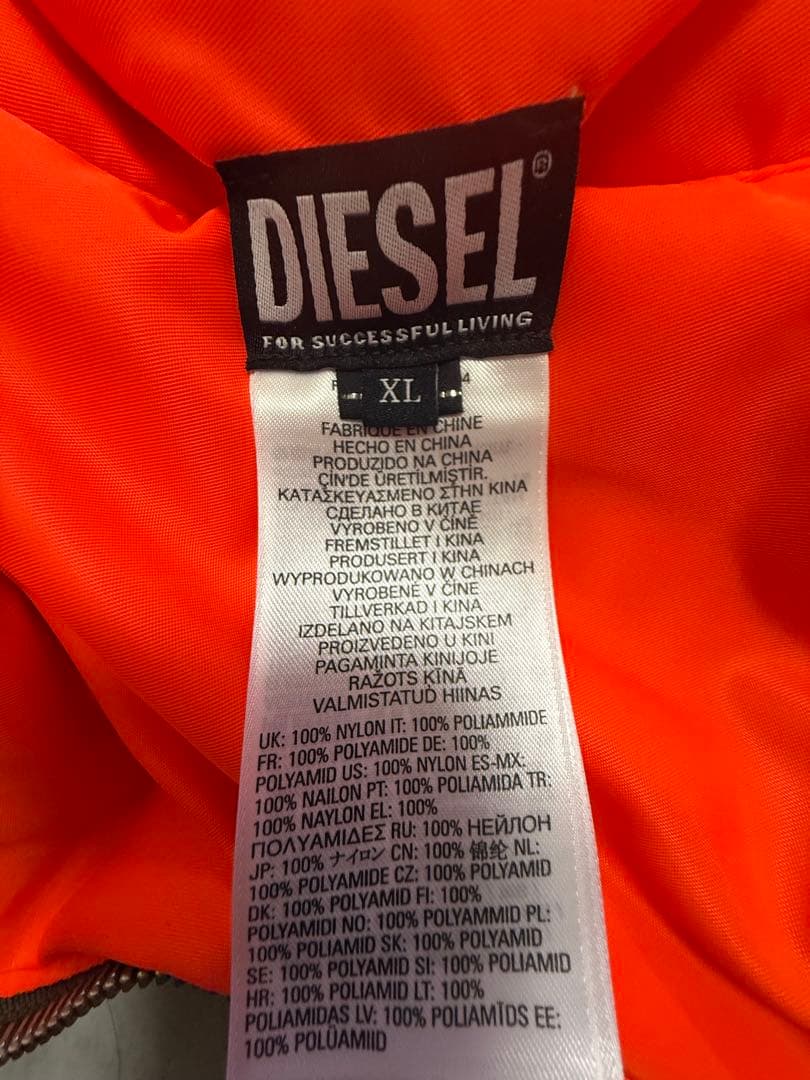 DIESEL®
FOR SUCCESSFUL LIVING
XL
4
FABRIQUE EN CHINE
HECHO EN CHINA
PRODUZIDO NA CHINA
ÇİN'DE ÜRETİLMİŞTİR.
ΚΑΤΑΣΚΕΥΑΣΜΕΝΟ ΣΤΗΝ ΚΙΝΑ
СДЕЛАНО В КИТАЕ
VYROBENO V ČÍNĚ
FREMSTILLET I KINA
PRODUSERT I KINA
WYPRODUKOWANO W CHINACH
VYROBENÉ V ČÍNE
TILLVERKAD I KINA
IZDELANO NA KITAJSKEM
PROIZVEDENO U KINI
PAGAMINTA KINIJOJE
RAŽOTS ĶĪNĀ
VALMISTATUD HIINAS
UK: 100% NYLON IT: 100% POLIAMMIDE
FR: 100% POLYAMIDE DE: 100%
POLYAMID US: 100% NYLON ES-MX:
100% NAILON PT: 100% POLIAMIDA TR:
100% NAYLON EL: 100%
ΠΟΛΥΑΜΙΔΕΣ RU: 100% НЕЙЛОН
JP: 100% ナイロン CN: 100% 锦纶 NL:
100% POLYAMIDE CZ: 100% POLYAMID
DK: 100% POLYAMID FI: 100%
POLYAMIDI NO: 100% POLYAMMID PL:
100% POLIAMID SK: 100% POLYAMID
SE: 100% POLYAMID SI: 100% POLIAMID
HR: 100% POLIAMID LT: 100%
POLIAMIDAS LV: 100% POLIAMĪDS EE:
100% POLÜAMIID